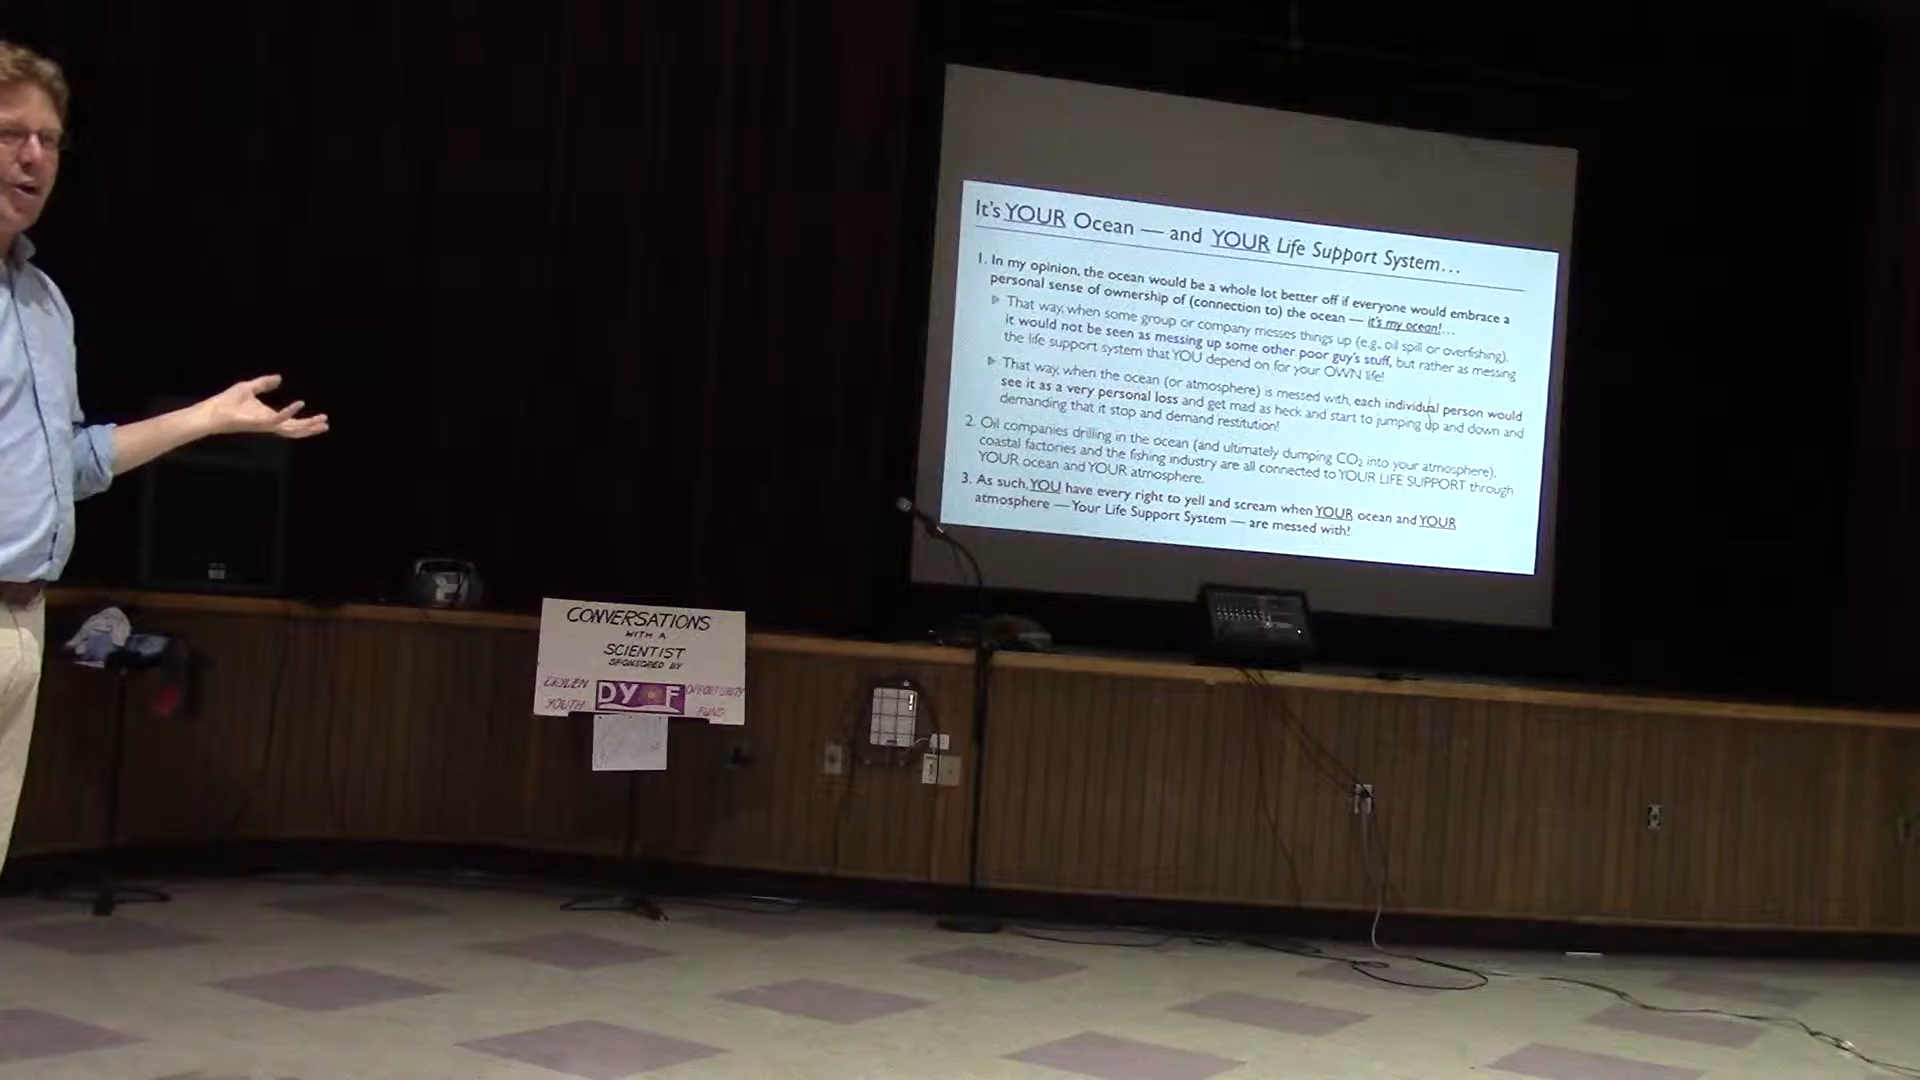 It's YOUR Ocean — and YOUR Life Support System…
1. In my opinion, the ocean would be a whole lot better off if everyone would embrace a
personal sense of ownership of (connection to) the ocean — it's my ocean!…
That way, when some group or company messes things up (e.g., oil spill or overfishing),
it would not be seen as messing up some other poor guy's stuff, but rather as messing
the life support system that YOU depend on for your OWN life!
That way, when the ocean (or atmosphere) is messed with, each individual person would
see it as a very personal loss and get mad as heck and start to jumping up and down and
demanding that it stop and demand restitution!
2. Oil companies drilling in the ocean (and ultimately dumping CO₂ into your atmosphere),
coastal factories and the fishing industry are all connected to YOUR LIFE SUPPORT through
YOUR ocean and YOUR atmosphere.
3. As such, YOU have every right to yell and scream when YOUR ocean and YOUR
atmosphere — Your Life Support System — are messed with!
CONVERSATIONS
WITH A
SCIENTIST
SPONSORED BY
DYOF
OPPORTUNITY
YOUTH
FUND